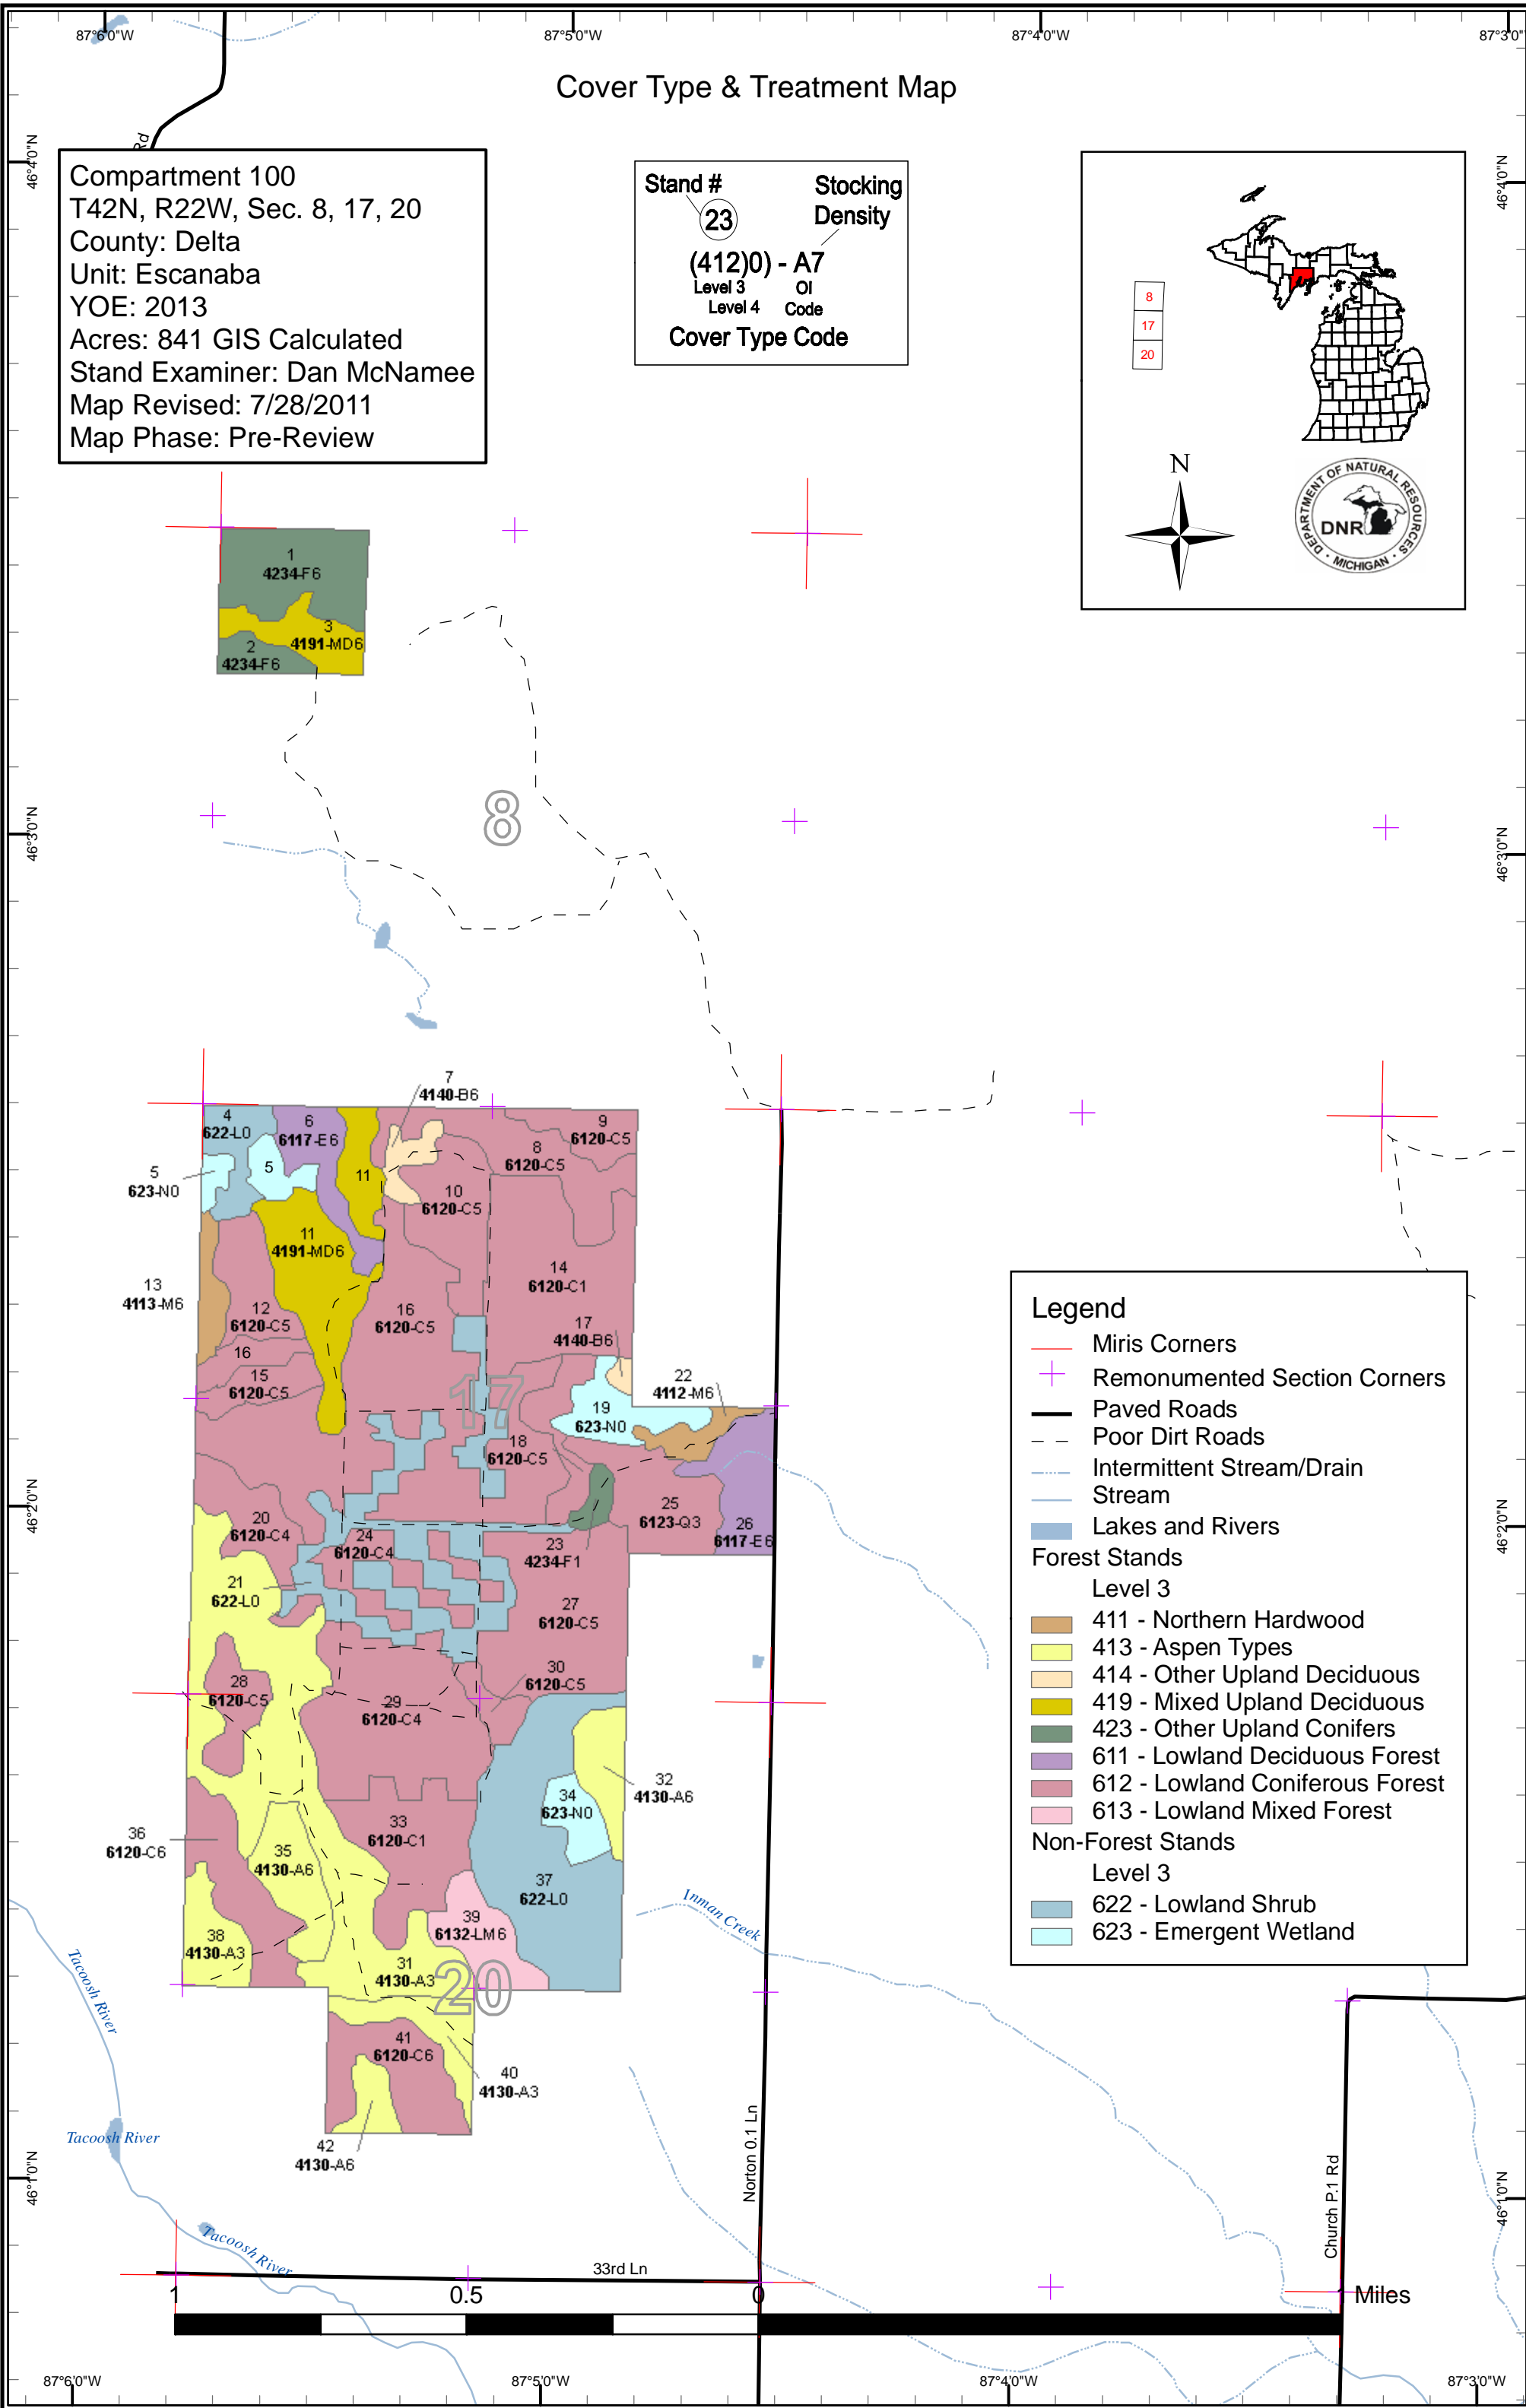 87°6'0"W
87°5'0"W
87°4'0"W
87°3'0"
Cover Type & Treatment Map
46°4'0"N
46°4'0"N
Rd
Compartment 100
T42N, R22W, Sec. 8, 17, 20
County: Delta
Unit: Escanaba
YOE: 2013
Acres: 841 GIS Calculated
Stand Examiner: Dan McNamee
Map Revised: 7/28/2011
Map Phase: Pre-Review
Stand #
Stocking
Density
23
(412)0) - A7
Level 3
OI
Level 4
Code
Cover Type Code
8
17
20
N
DEPARTMENT OF NATURAL RESOURCES
DNR
MICHIGAN
1
4234-F6
3
4191-MD6
2
4234-F6
8
46°3'0"N
46°3'0"N
7
4140-B6
4
622-L0
6
6117-E6
9
6120-C5
8
6120-C5
5
5
623-N0
11
10
6120-C5
11
4191-MD6
14
6120-C1
13
4113-M6
12
6120-C5
16
6120-C5
17
4140-B6
16
15
6120-C5
22
4112-M6
17
19
623-N0
18
6120-C5
46°2'0"N
46°2'0"N
20
6120-C4
24
6120-C4
25
6123-Q3
26
6117-E6
23
4234-F1
21
622-L0
27
6120-C5
28
6120-C5
30
6120-C5
29
6120-C4
32
4130-A6
34
623-N0
33
6120-C1
36
6120-C6
35
4130-A6
37
622-L0
39
6132-LM6
38
4130-A3
31
4130-A3
20
41
6120-C6
40
4130-A3
42
4130-A6
Legend
Miris Corners
Remonumented Section Corners
Paved Roads
Poor Dirt Roads
Intermittent Stream/Drain
Stream
Lakes and Rivers
Forest Stands
Level 3
411 - Northern Hardwood
413 - Aspen Types
414 - Other Upland Deciduous
419 - Mixed Upland Deciduous
423 - Other Upland Conifers
611 - Lowland Deciduous Forest
612 - Lowland Coniferous Forest
613 - Lowland Mixed Forest
Non-Forest Stands
Level 3
622 - Lowland Shrub
623 - Emergent Wetland
Inman Creek
Tacoosh River
Tacoosh River
Tacoosh River
Norton 0.1 Ln
Church P.1 Rd
46°1'0"N
46°1'0"N
33rd Ln
1
0.5
0
1
Miles
87°6'0"W
87°5'0"W
87°4'0"W
87°3'0"W